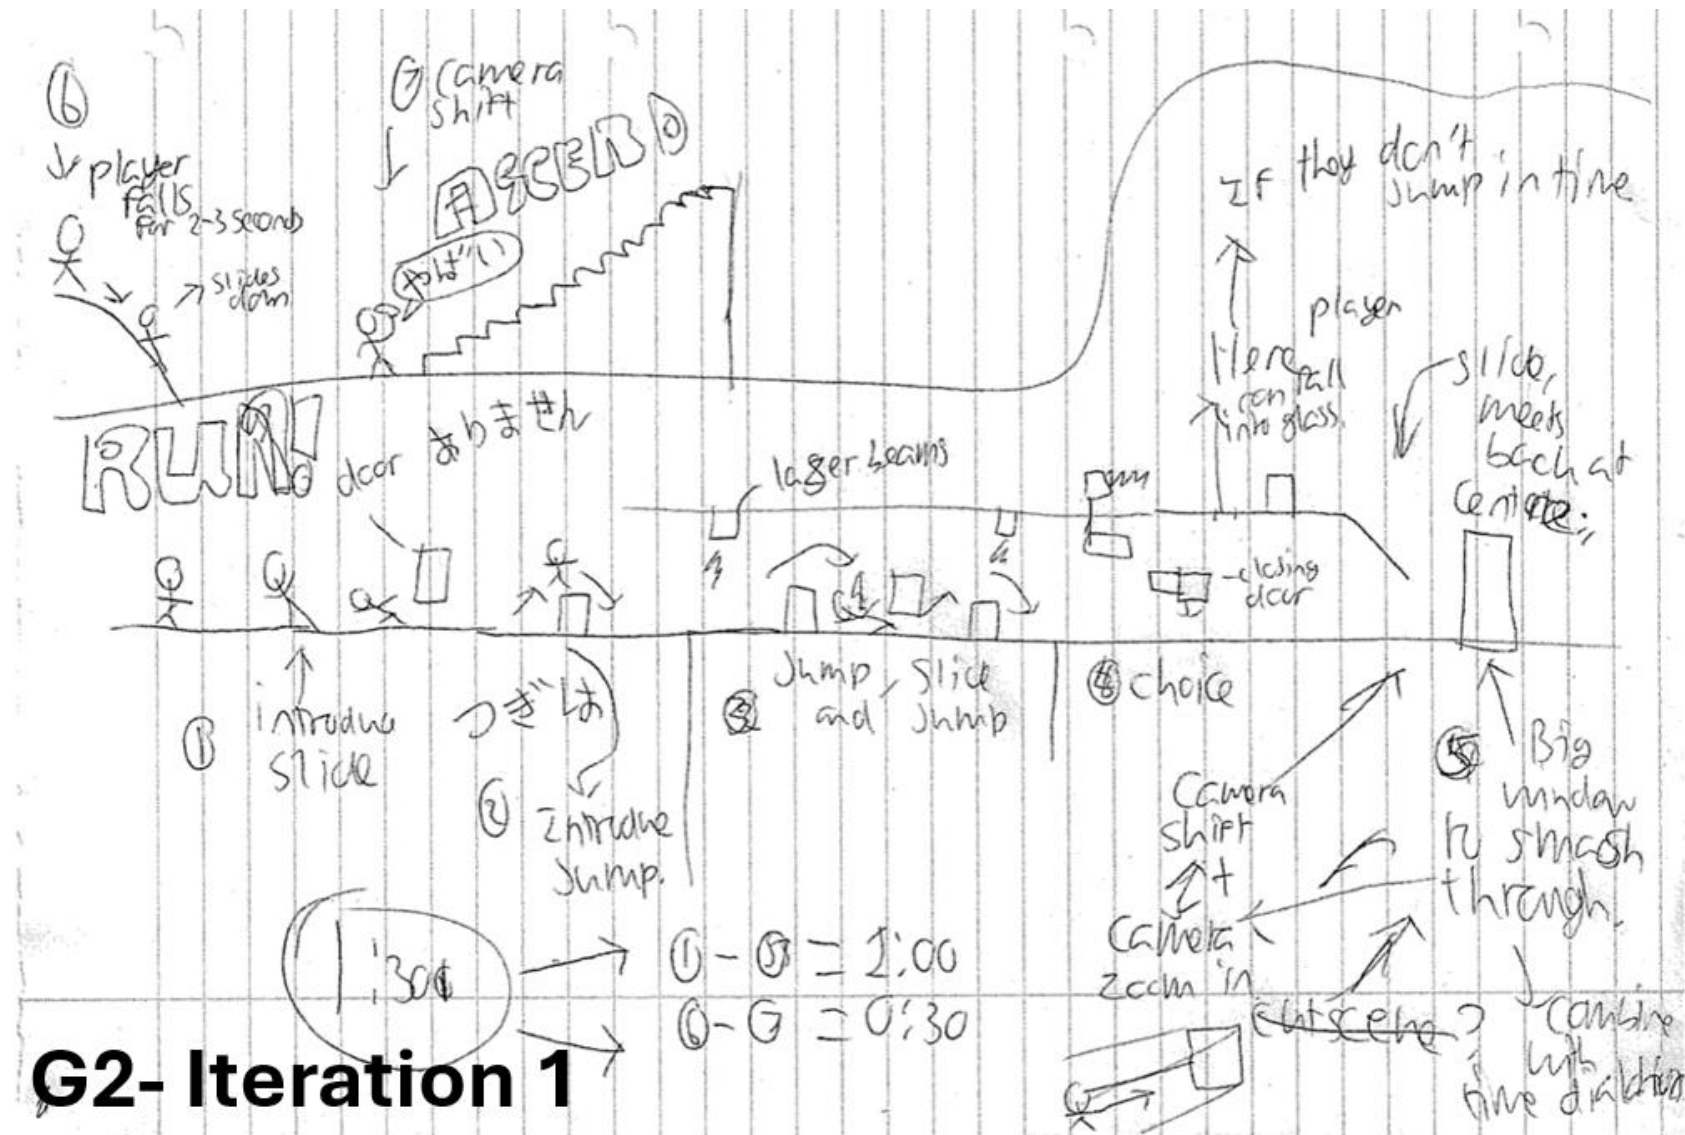 ⑥
player
falls
for 2-3 seconds
slides
down
⑦ camera
shift
ASCEND
やばい
If they don't
Jump in time
player
Here
can fall
into glass.
slide,
meets
back at
Centre.
RUN!
door ありません
laser beams
closing
door
①
introduce
slide
つぎは
②
Introduce
Jump.
③
Jump, slide
and Jump
④ choice
Camera
shift
+
Camera
zoom in
⑤ Big
window
to smash
through.
cutscene?
Combine
with
time dialation
1:30
①-⑤ = 1:00
⑥-⑦ = 0:30
G2- Iteration 1